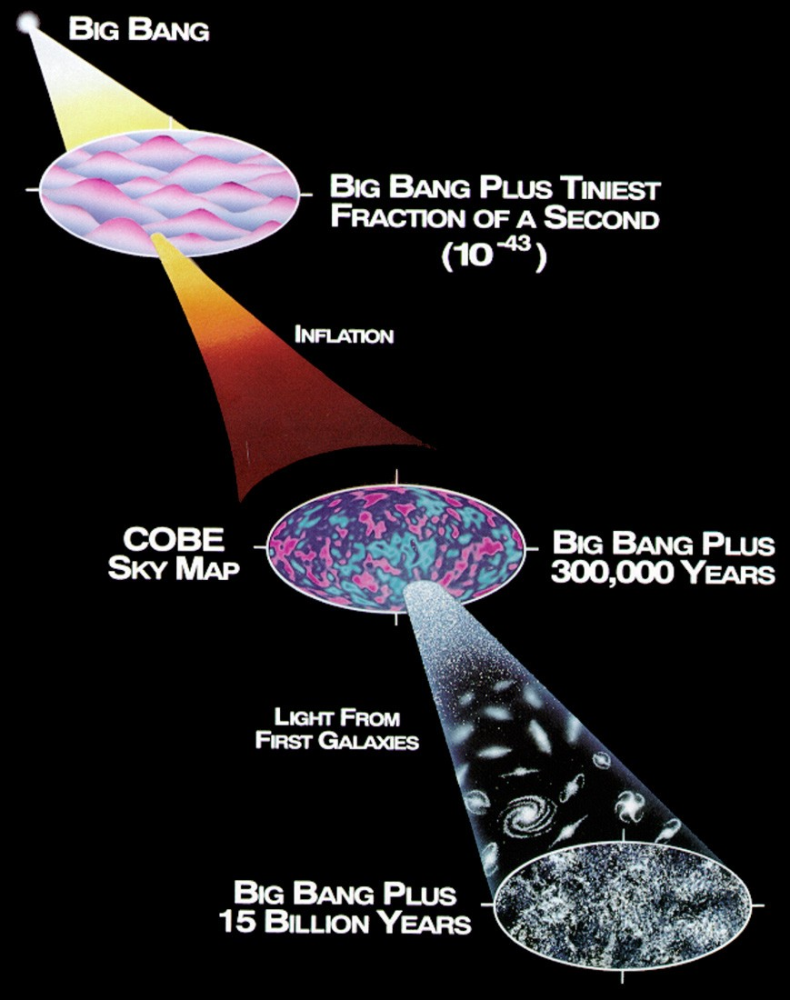 BIG BANG
BIG BANG PLUS TINIEST
FRACTION OF A SECOND
(10⁻⁴³)
INFLATION
COBE
SKY MAP
BIG BANG PLUS
300,000 YEARS
LIGHT FROM
FIRST GALAXIES
BIG BANG PLUS
15 BILLION YEARS